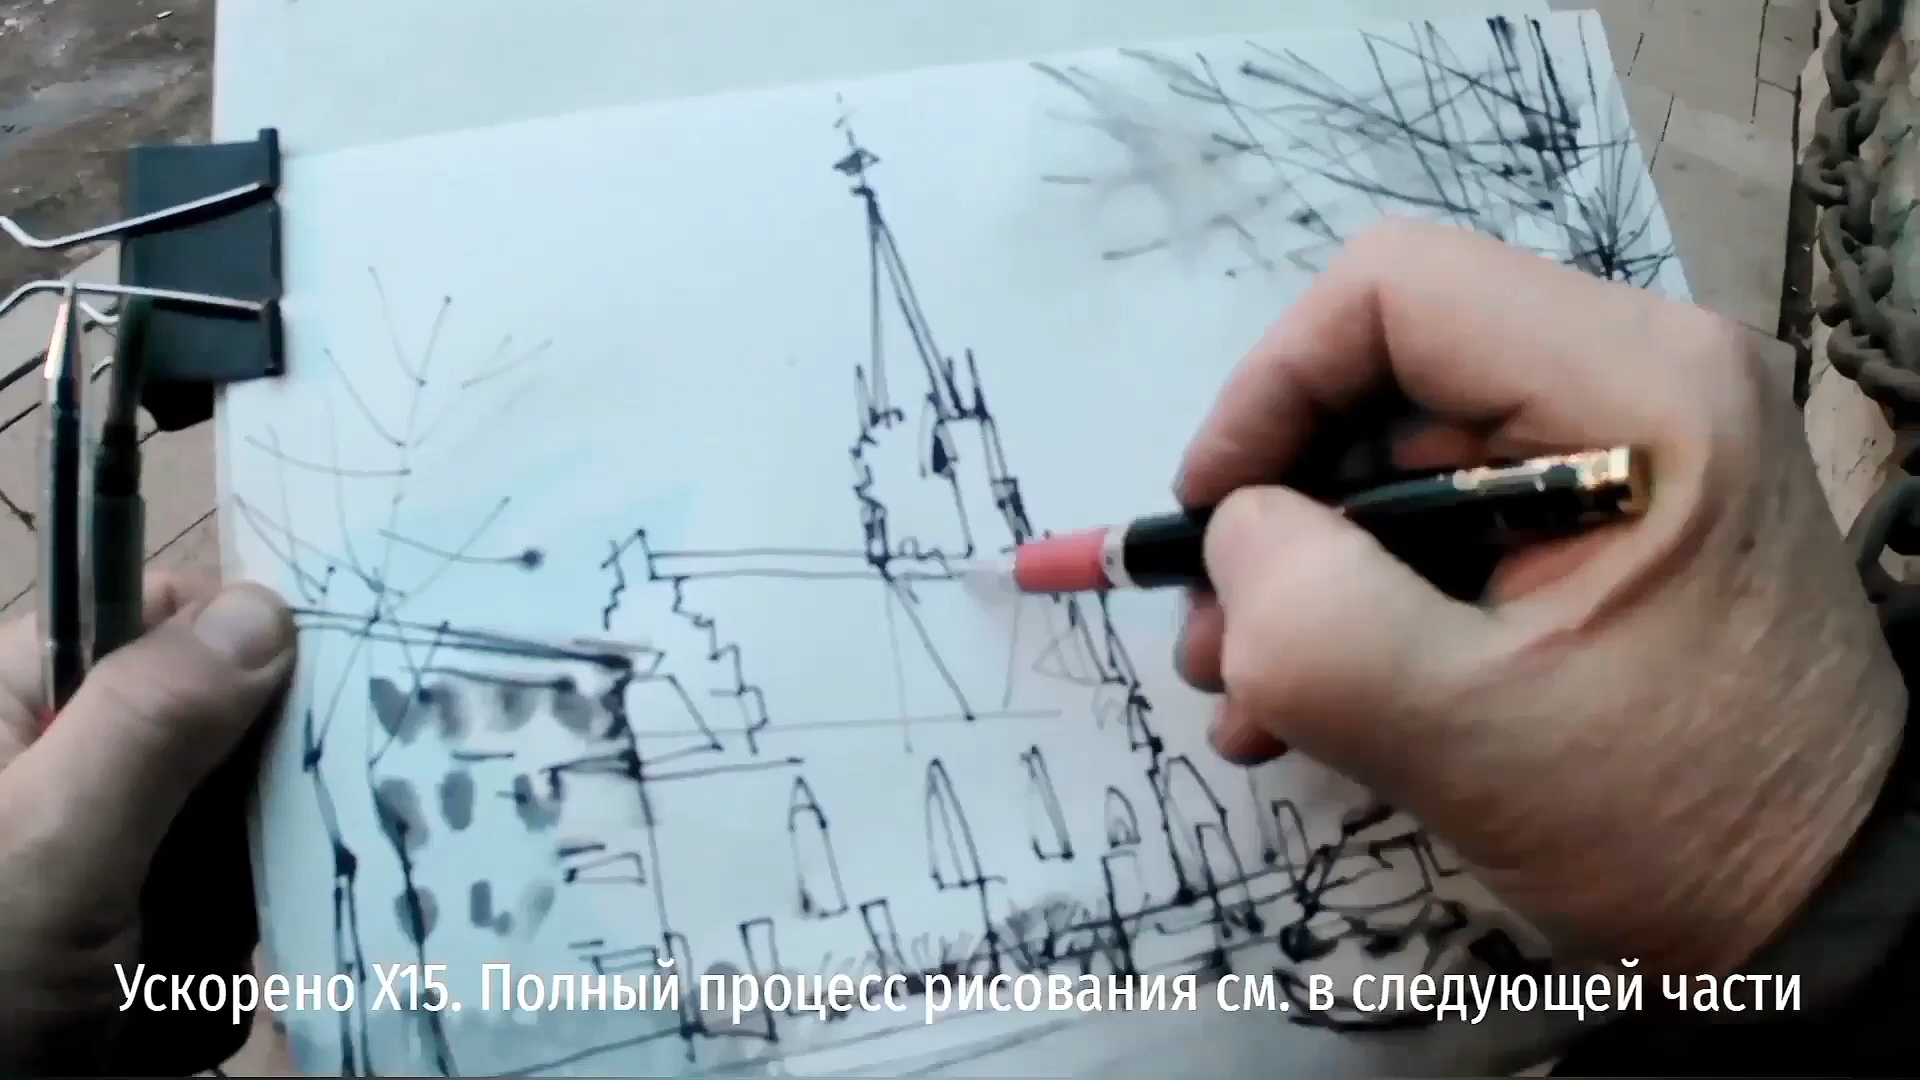 Ускорено X15. Полный процесс рисования см. в следующей части